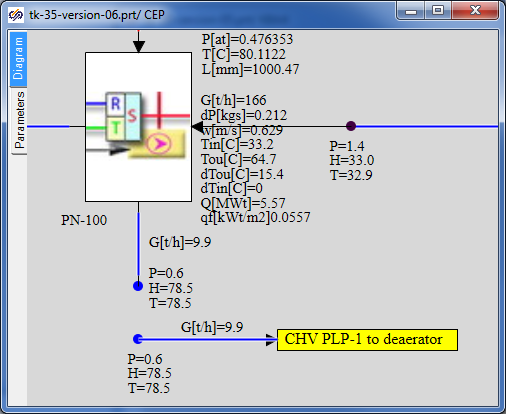 tk-35-version-06.prt/ CEP
Diagram
Parameters
P[at]=0.476353
T[C]=80.1122
L[mm]=1000.47
G[t/h]=166
dP[kgs]=0.212
w[m/s]=0.629
Tin[C]=33.2
Tou[C]=64.7
dTou[C]=15.4
dTin[C]=0
Q[MWt]=5.57
qf[kWt/m2]0.0557
R
S
T
P=1.4
H=33.0
T=32.9
PN-100
G[t/h]=9.9
P=0.6
H=78.5
T=78.5
G[t/h]=9.9
CHV PLP-1 to deaerator
P=0.6
H=78.5
T=78.5